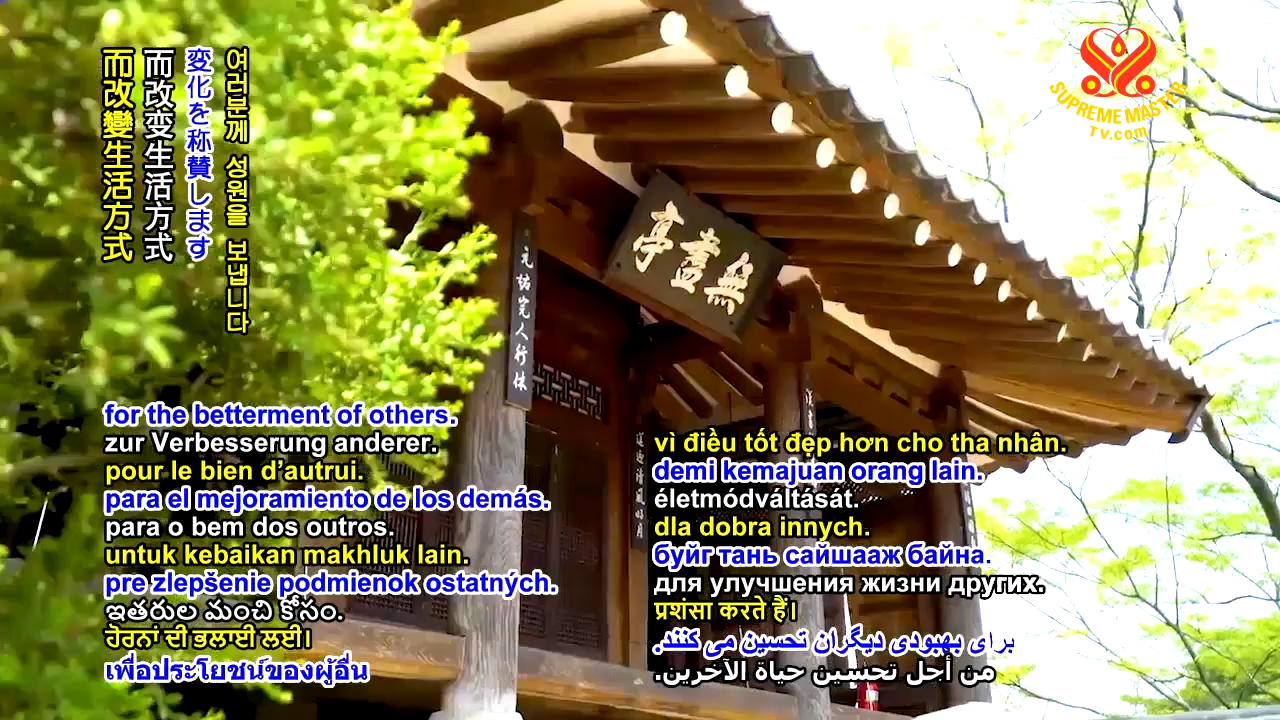 而改變生活方式
而改变生活方式
変化を称賛します
여러분께 성원을 보냅니다
SUPREME MASTER
TV.com
無盡亭
for the betterment of others.
zur Verbesserung anderer.
pour le bien d’autrui.
para el mejoramiento de los demás.
para o bem dos outros.
untuk kebaikan makhluk lain.
pre zlepšenie podmienok ostatných.
ఇతరుల మంచి కోసం.
ਹੋਰਨਾਂ ਦੀ ਭਲਾਈ ਲਈ।
เพื่อประโยชน์ของผู้อื่น
vì điều tốt đẹp hơn cho tha nhân.
demi kemajuan orang lain.
életmódváltását.
dla dobra innych.
буйг тань сайшааж байна.
для улучшения жизни других.
प्रशंसा करते हैं।
برای بهبودی دیگران تحسین می کنند.
من أجل تحسين حياة الآخرين.